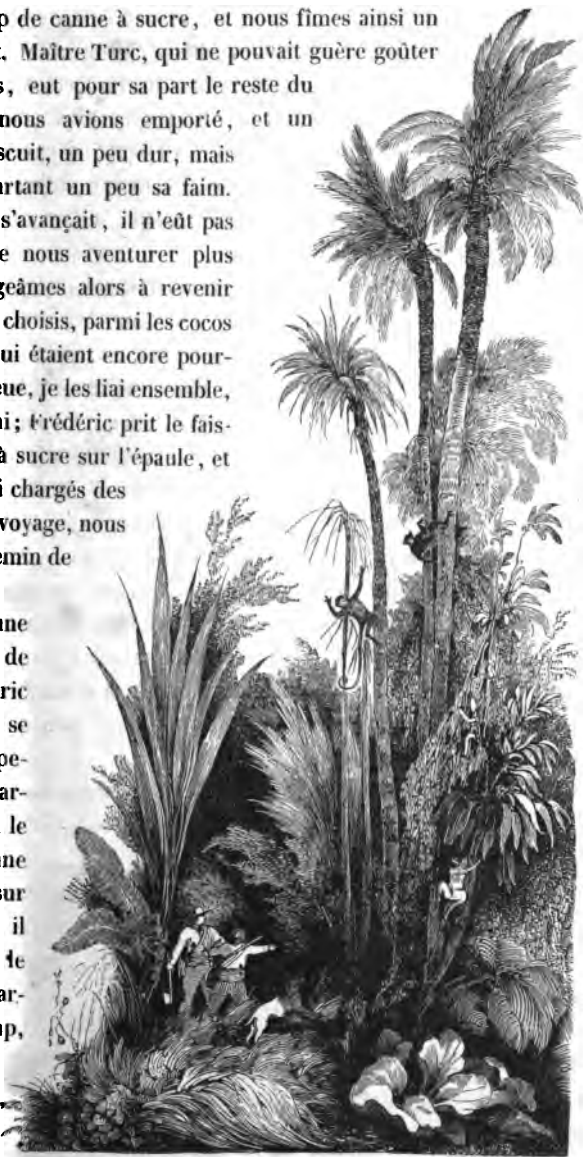 p de canne à sucre, et nous fîmes ainsi un
t. Maître Turc, qui ne pouvait guère goûter
s, eut pour sa part le reste du
nous avions emporté, et un
scuit, un peu dur, mais
artant un peu sa faim.
s'avançait, il n'eût pas
e nous aventurer plus
geâmes alors à revenir
choisis, parmi les cocos
ui étaient encore pour-
eue, je les liai ensemble,
ni; Frédéric prit le fais-
à sucre sur l'épaule, et
i chargés des
voyage, nous
emin de
une
de
ric
se
pe-
ar-
le
une
sur
il
de
ar-
mp,